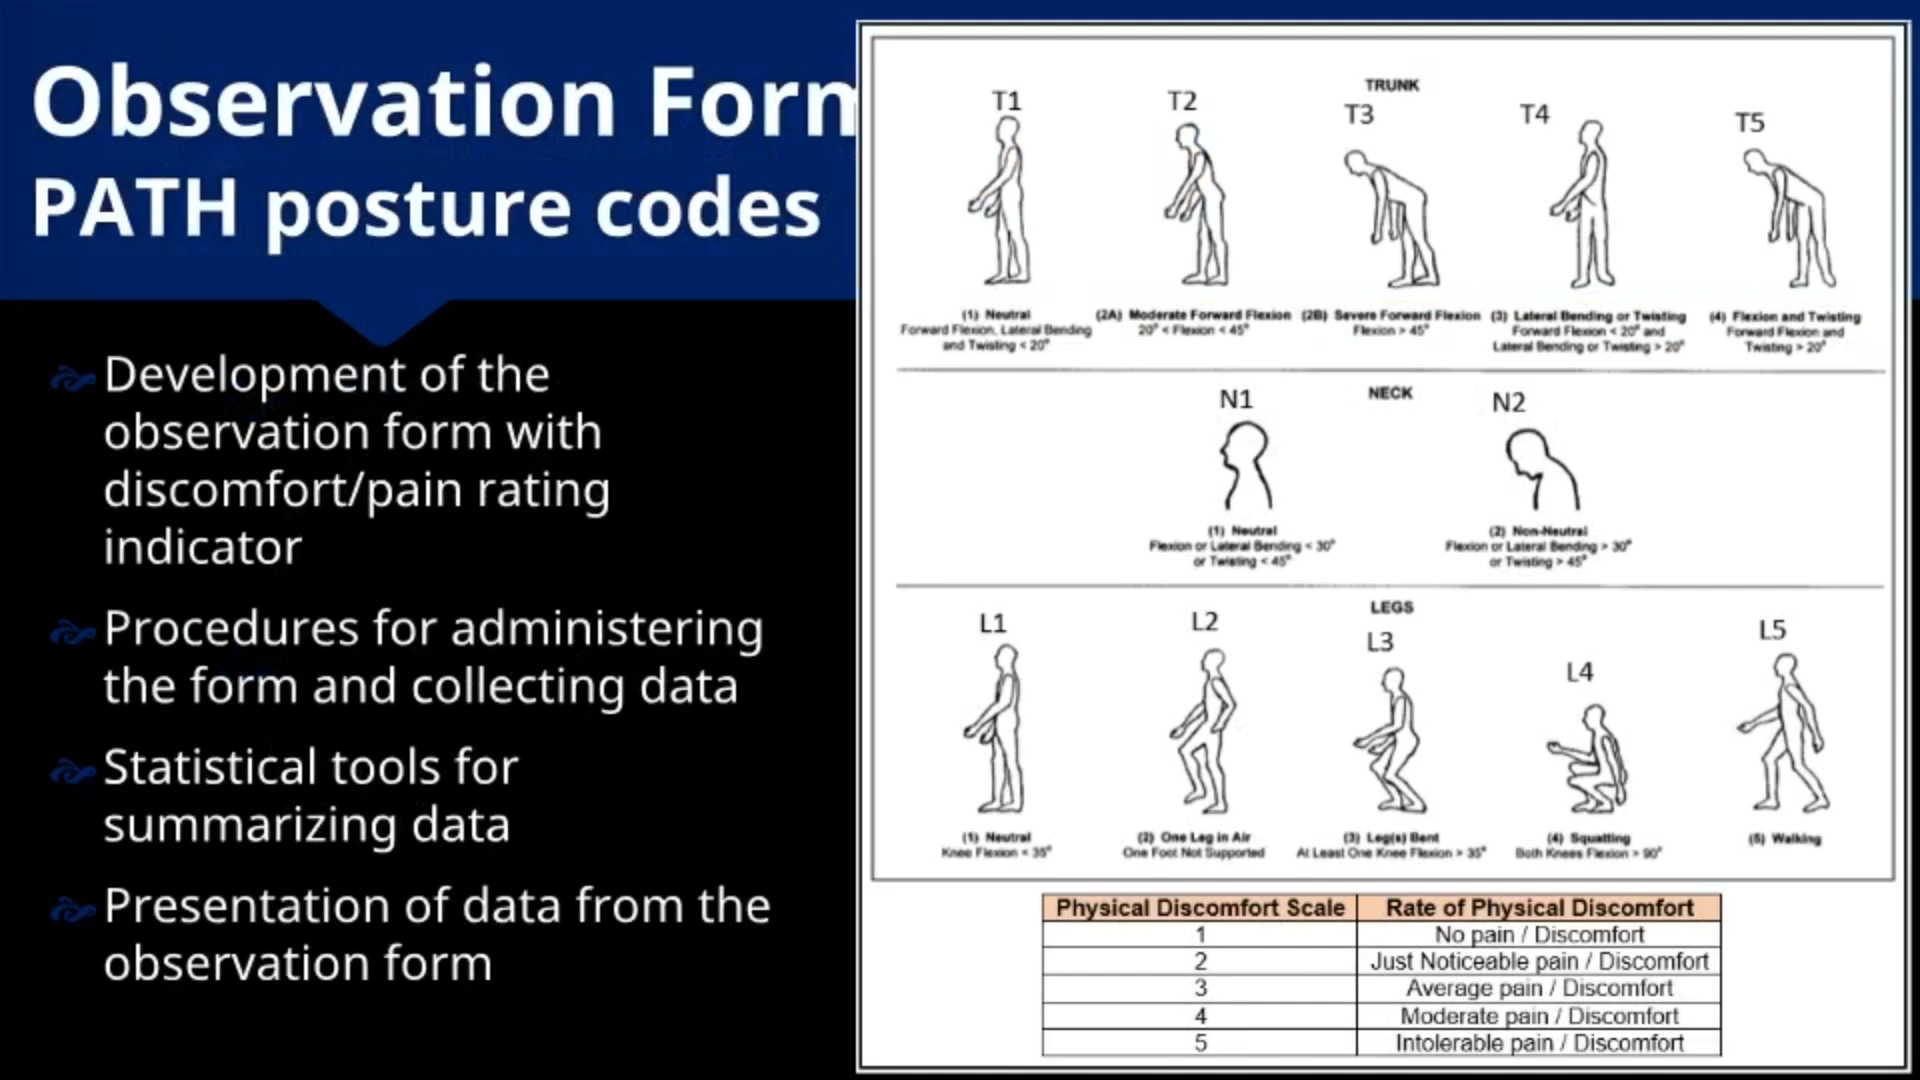 Observation Form
PATH posture codes
Development of the
observation form with
discomfort/pain rating
indicator
Procedures for administering
the form and collecting data
Statistical tools for
summarizing data
Presentation of data from the
observation form
TRUNK
T1
T2
T3
T4
T5
(1) Neutral
Forward Flexion, Lateral Bending
and Twisting < 20°
(2A) Moderate Forward Flexion
20° < Flexion < 45°
(2B) Severe Forward Flexion
Flexion > 45°
(3) Lateral Bending or Twisting
Forward Flexion < 20° and
Lateral Bending or Twisting > 20°
(4) Flexion and Twisting
Forward Flexion and
Twisting > 20°
NECK
N1
N2
(1) Neutral
Flexion or Lateral Bending < 30°
or Twisting < 45°
(2) Non-Neutral
Flexion or Lateral Bending > 30°
or Twisting > 45°
LEGS
L1
L2
L3
L4
L5
(1) Neutral
Knee Flexion < 35°
(2) One Leg in Air
One Foot Not Supported
(3) Leg(s) Bent
At Least One Knee Flexion > 35°
(4) Squatting
Both Knees Flexion > 90°
(5) Walking
Physical Discomfort Scale Rate of Physical Discomfort
1 No pain / Discomfort
2 Just Noticeable pain / Discomfort
3 Average pain / Discomfort
4 Moderate pain / Discomfort
5 Intolerable pain / Discomfort